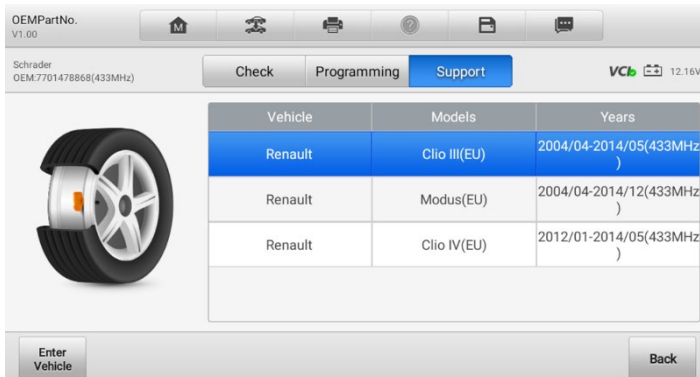 OEMPartNo.
V1.00
M
Schrader
OEM:7701478868(433MHz)
Check Programming Support
VCI 12.16V
Vehicle Models Years
Renault Clio III(EU) 2004/04-2014/05(433MHz
)
Renault Modus(EU) 2004/04-2014/12(433MHz
)
Renault Clio IV(EU) 2012/01-2014/05(433MHz
)
Enter
Vehicle
Back